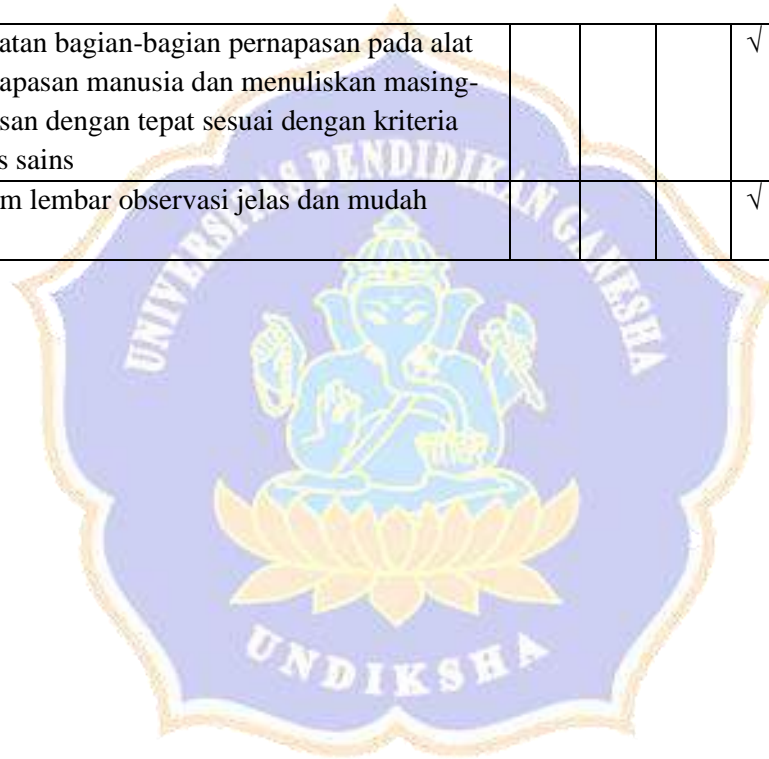 atan bagian-bagian pernapasan pada alat √
apasan manusia dan menuliskan masing-
san dengan tepat sesuai dengan kriteria
s sains
m lembar observasi jelas dan mudah √
UNIVERSITAS PENDIDIKAN GANESHA
UNDIKSHA